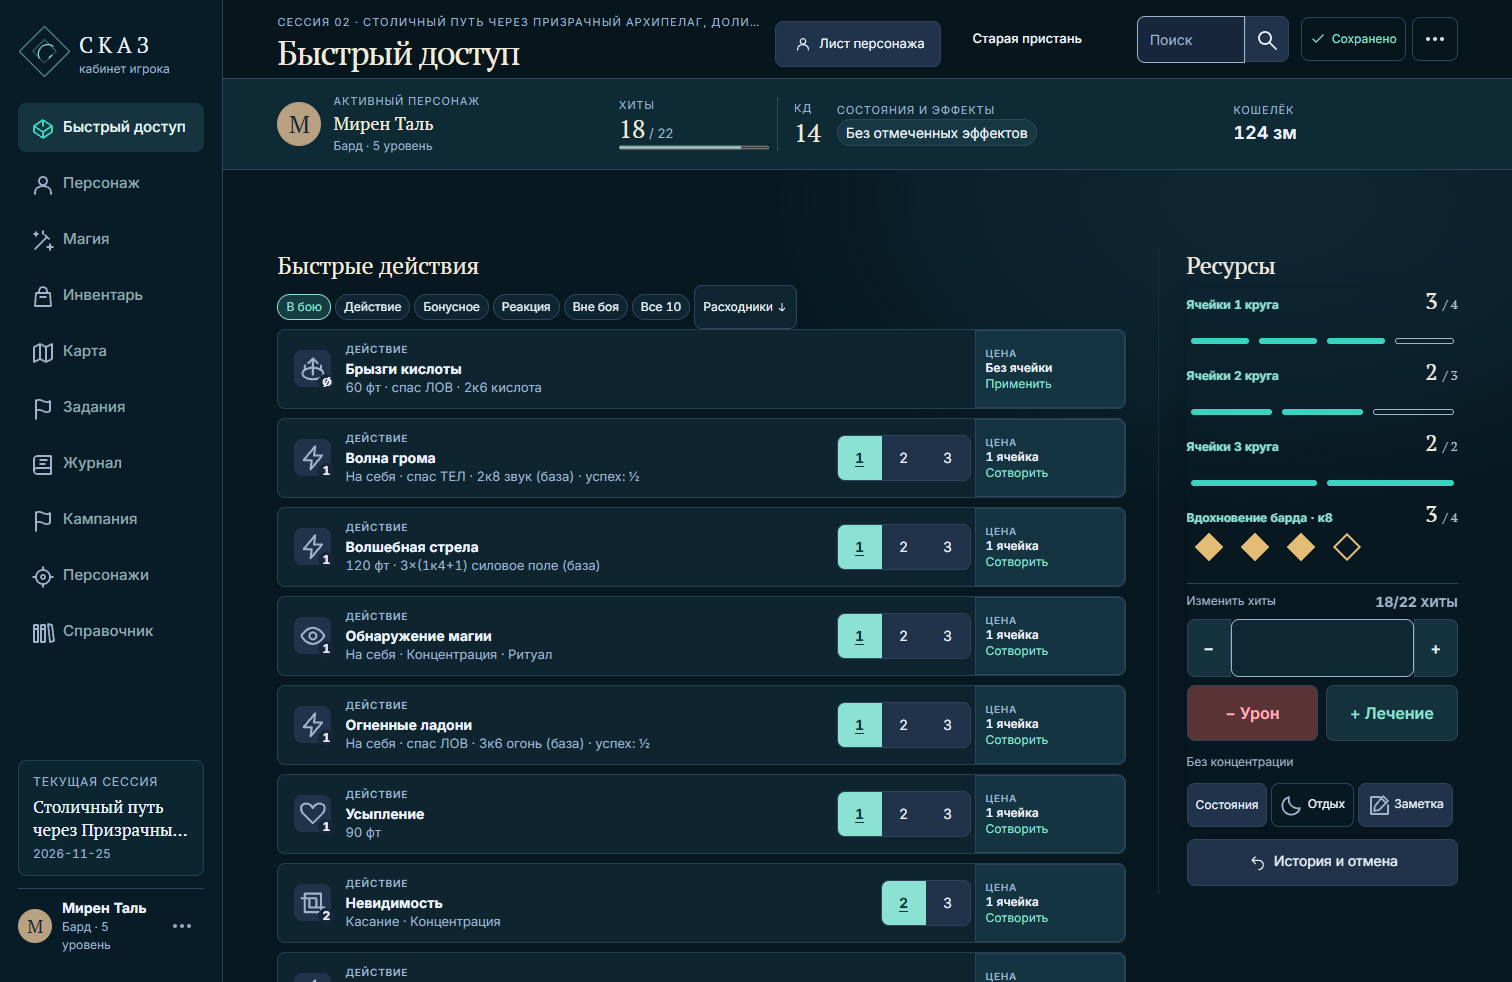 СКАЗ
кабинет игрока
Быстрый доступ
Персонаж
Магия
Инвентарь
Карта
Задания
Журнал
Кампания
Персонажи
Справочник
ТЕКУЩАЯ СЕССИЯ
Столичный путь
через Призрачны...
2026-11-25
М
Мирен Таль
Бард · 5
уровень
СЕССИЯ 02 · СТОЛИЧНЫЙ ПУТЬ ЧЕРЕЗ ПРИЗРАЧНЫЙ АРХИПЕЛАГ, ДОЛИ...
Быстрый доступ
Лист персонажа
Старая пристань
Поиск
Сохранено
М
АКТИВНЫЙ ПЕРСОНАЖ
Мирен Таль
Бард · 5 уровень
ХИТЫ
18 / 22
КД
14
СОСТОЯНИЯ И ЭФФЕКТЫ
Без отмеченных эффектов
КОШЕЛЁК
124 зм
Быстрые действия
В бою
Действие
Бонусное
Реакция
Вне боя
Все 10
Расходники ↓
ДЕЙСТВИЕ
Брызги кислоты
60 фт · спас ЛОВ · 2к6 кислота
Ø
ЦЕНА
Без ячейки
Применить
ДЕЙСТВИЕ
Волна грома
На себя · спас ТЕЛ · 2к8 звук (база) · успех: ½
1
1 2 3
ЦЕНА
1 ячейка
Сотворить
ДЕЙСТВИЕ
Волшебная стрела
120 фт · 3×(1к4+1) силовое поле (база)
1
1 2 3
ЦЕНА
1 ячейка
Сотворить
ДЕЙСТВИЕ
Обнаружение магии
На себя · Концентрация · Ритуал
1
1 2 3
ЦЕНА
1 ячейка
Сотворить
ДЕЙСТВИЕ
Огненные ладони
На себя · спас ЛОВ · 3к6 огонь (база) · успех: ½
1
1 2 3
ЦЕНА
1 ячейка
Сотворить
ДЕЙСТВИЕ
Усыпление
90 фт
1
1 2 3
ЦЕНА
1 ячейка
Сотворить
ДЕЙСТВИЕ
Невидимость
Касание · Концентрация
2
2 3
ЦЕНА
1 ячейка
Сотворить
ДЕЙСТВИЕ
ЦЕНА
Ресурсы
Ячейки 1 круга
3 / 4
Ячейки 2 круга
2 / 3
Ячейки 3 круга
2 / 2
Вдохновение барда · к8
3 / 4
Изменить хиты
18/22 хиты
−
+
− Урон
+ Лечение
Без концентрации
Состояния
Отдых
Заметка
История и отмена